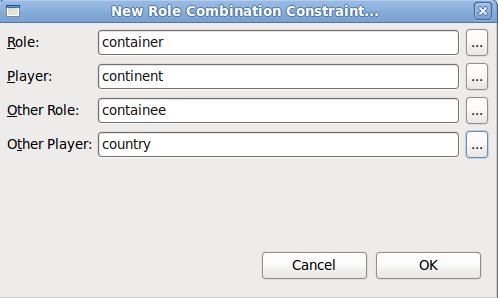 New Role Combination Constraint...
Role: container ...
Player: continent ...
Other Role: containee ...
Other Player: country ...
Cancel OK